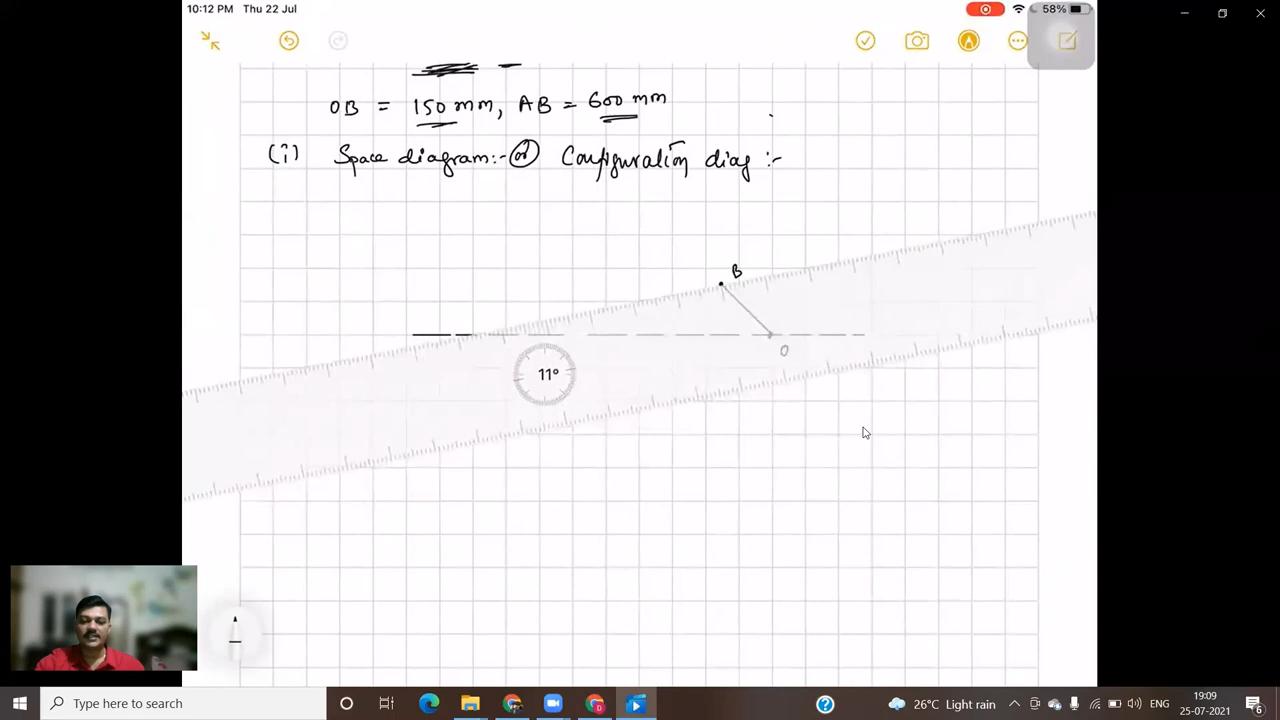 10:12 PM Thu 22 Jul
58%
OB = 150 mm, AB = 600 mm
(i) Space diagram:- or Configuration diag :-
B
O
11°
Type here to search
26°C Light rain
ENG
19:09
25-07-2021
6